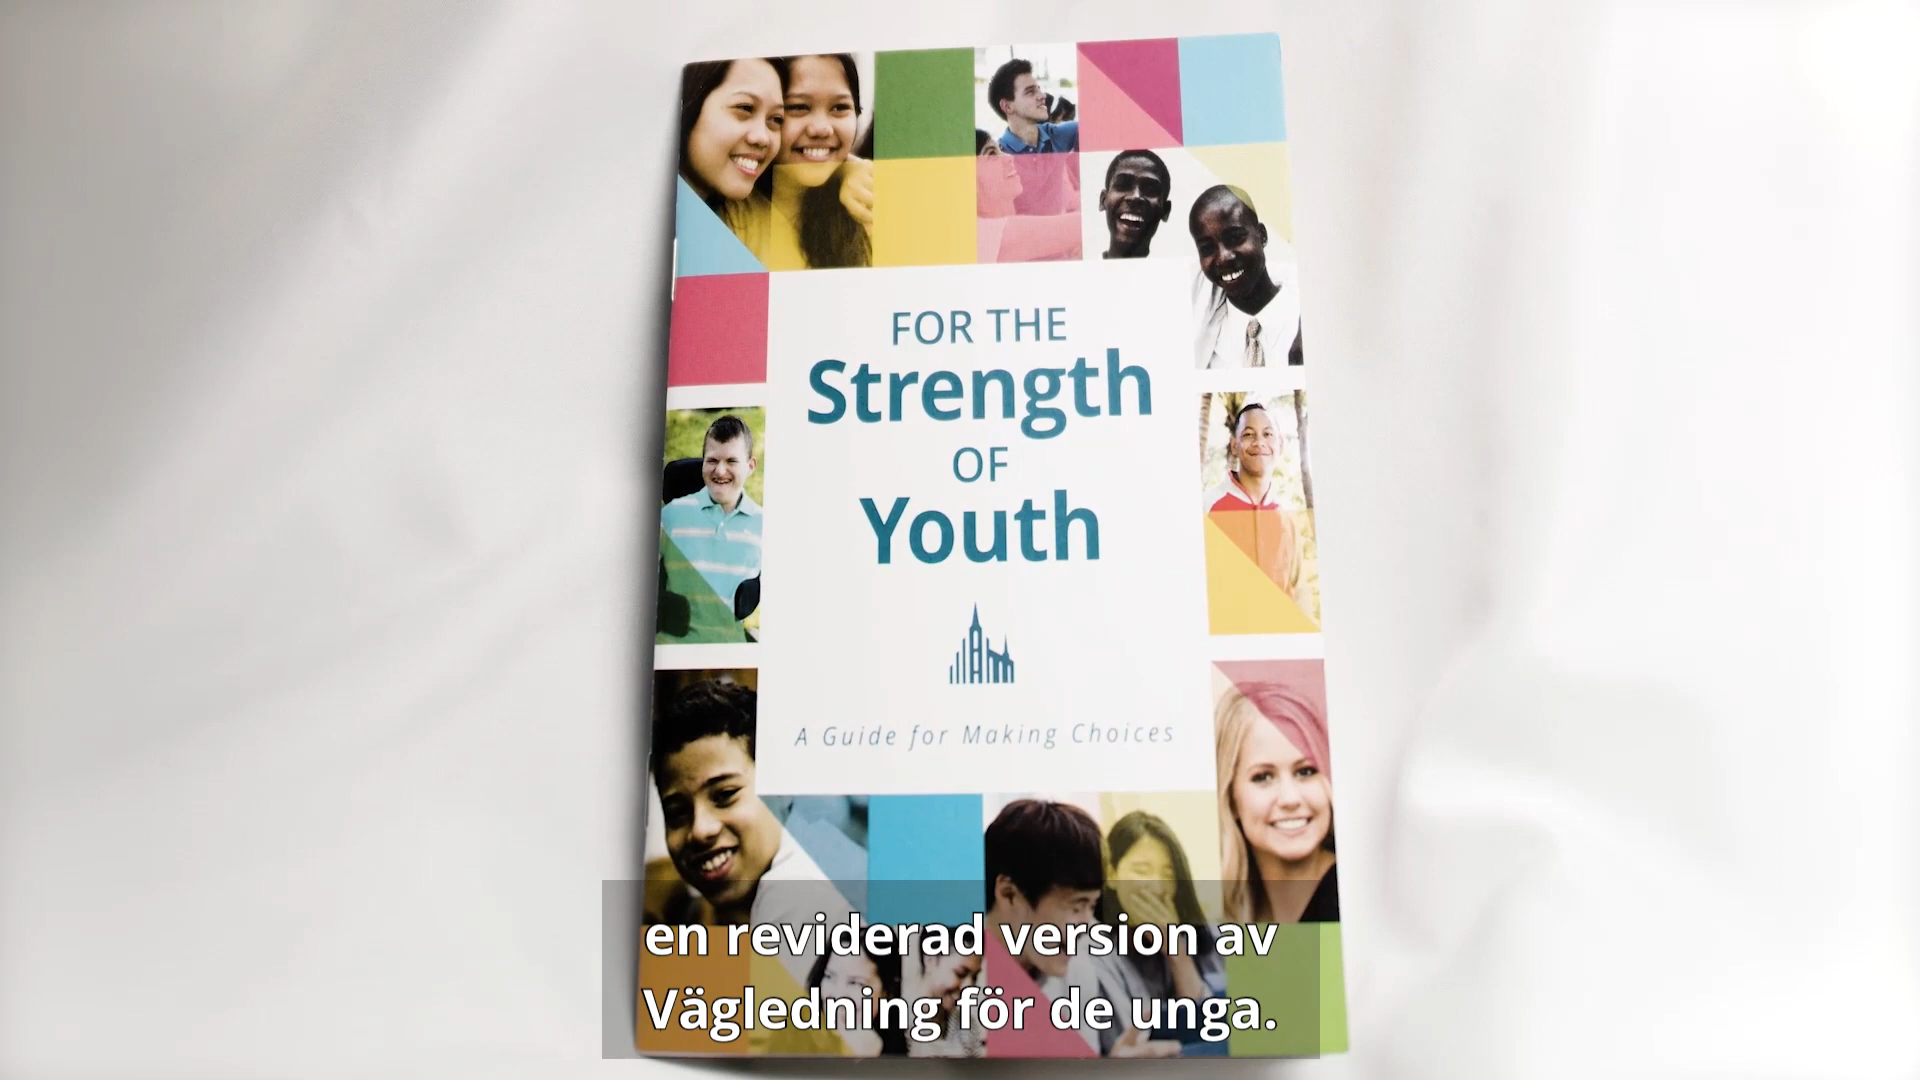 FOR THE
Strength
OF
Youth
A Guide for Making Choices
en reviderad version av
Vägledning för de unga.